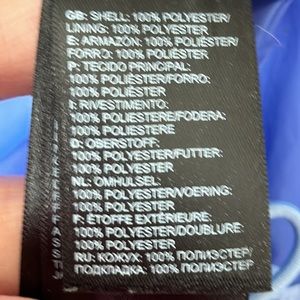 GB: SHELL: 100% POLYESTER/
LINING: 100% POLYESTER
E: ARMAZÓN: 100% POLIÉSTER/
FORRO: 100% POLIÉSTER
P: TECIDO PRINCIPAL:
100% POLIÉSTER/FORRO:
100% POLIÉSTER
I: RIVESTIMENTO:
100% POLIESTERE/FODERA:
100% POLIESTERE
D: OBERSTOFF:
100% POLYESTER/FUTTER:
100% POLYESTER
NL: OMHULSEL:
100% POLYESTER/VOERING:
100% POLYESTER
F: ÉTOFFE EXTÉRIEURE:
100% POLYESTER/DOUBLURE:
100% POLYESTER
RU: КОЖУХ: 100% ПОЛИЭСТЕР/
ПОДКЛАДКА: 100% ПОЛИЭСТЕР